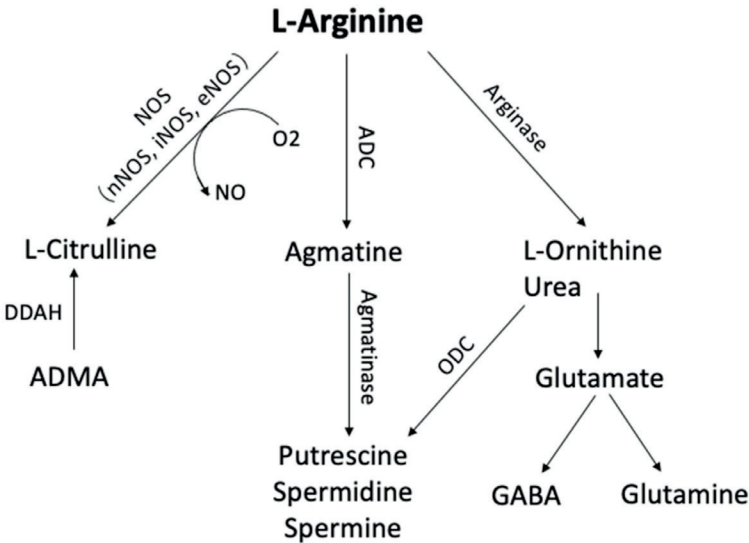 L-Arginine
NOS
(nNOS, iNOS, eNOS)
O2
NO
ADC
Arginase
L-Citrulline
Agmatine
L-Ornithine
Urea
DDAH
ADMA
Agmatinase
ODC
Glutamate
Putrescine
Spermidine
Spermine
GABA
Glutamine